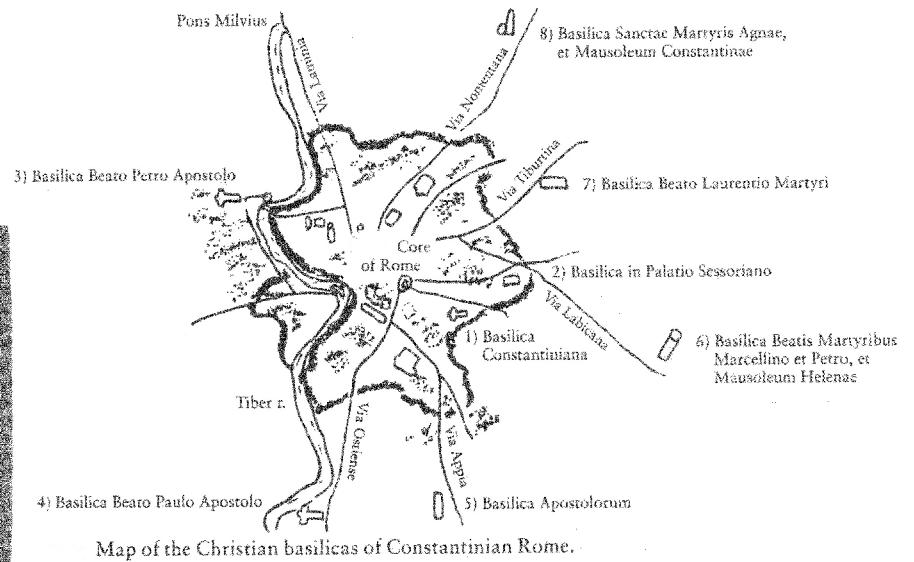 Pons Milvius
Via Laminia
8) Basilica Sanctae Martyris Agnae,
et Mausoleum Constantinae
Via Nomentana
3) Basilica Beato Petro Apostolo
Via Tiburtina
7) Basilica Beato Laurentio Martyri
Core
of Rome
2) Basilica in Palatio Sessoriano
Via Labicana
1) Basilica
Constantiniana
6) Basilica Beatis Martyribus
Marcellino et Petro, et
Mausoleum Helenae
Tiber r.
Via Ostiense
Via Appia
4) Basilica Beato Paulo Apostolo
5) Basilica Apostolorum
Map of the Christian basilicas of Constantinian Rome.